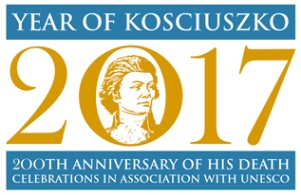 YEAR OF KOSCIUSZKO
2017
200TH ANNIVERSARY OF HIS DEATH
CELEBRATIONS IN ASSOCIATION WITH UNESCO